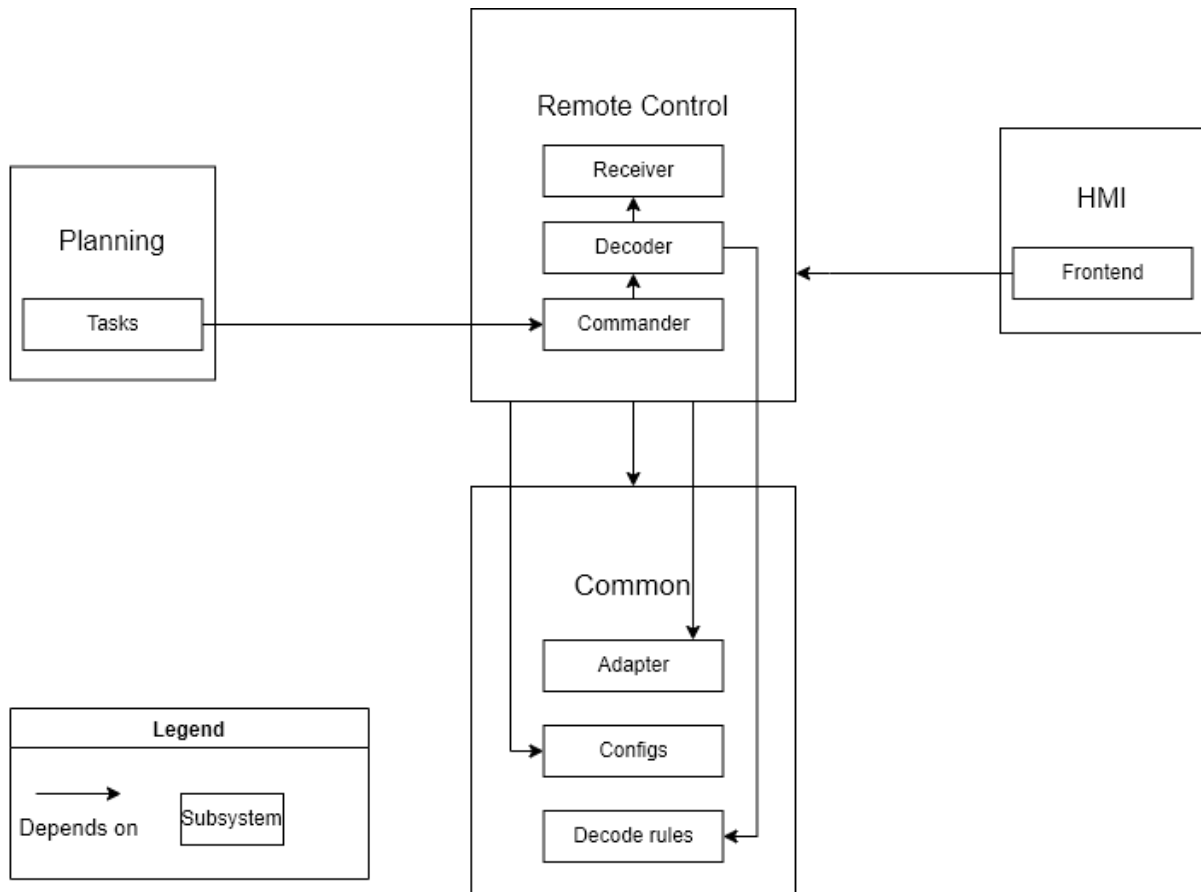 Remote Control
Receiver
Decoder
Commander
Planning
Tasks
HMI
Frontend
Common
Adapter
Configs
Decode rules
Legend
Depends on
Subsystem